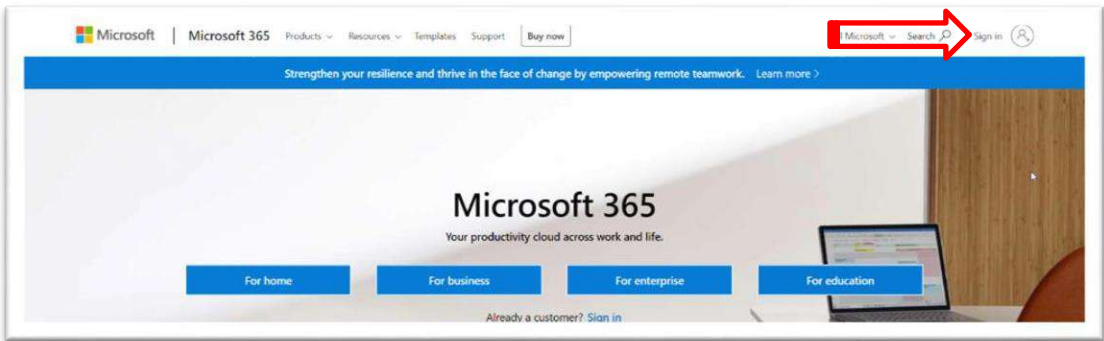 Microsoft | Microsoft 365 Products Resources Templates Support Buy now Microsoft Search Sign in
Strengthen your resilience and thrive in the face of change by empowering remote teamwork. Learn more >
Microsoft 365
Your productivity cloud across work and life.
For home For business For enterprise For education
Already a customer? Sign in